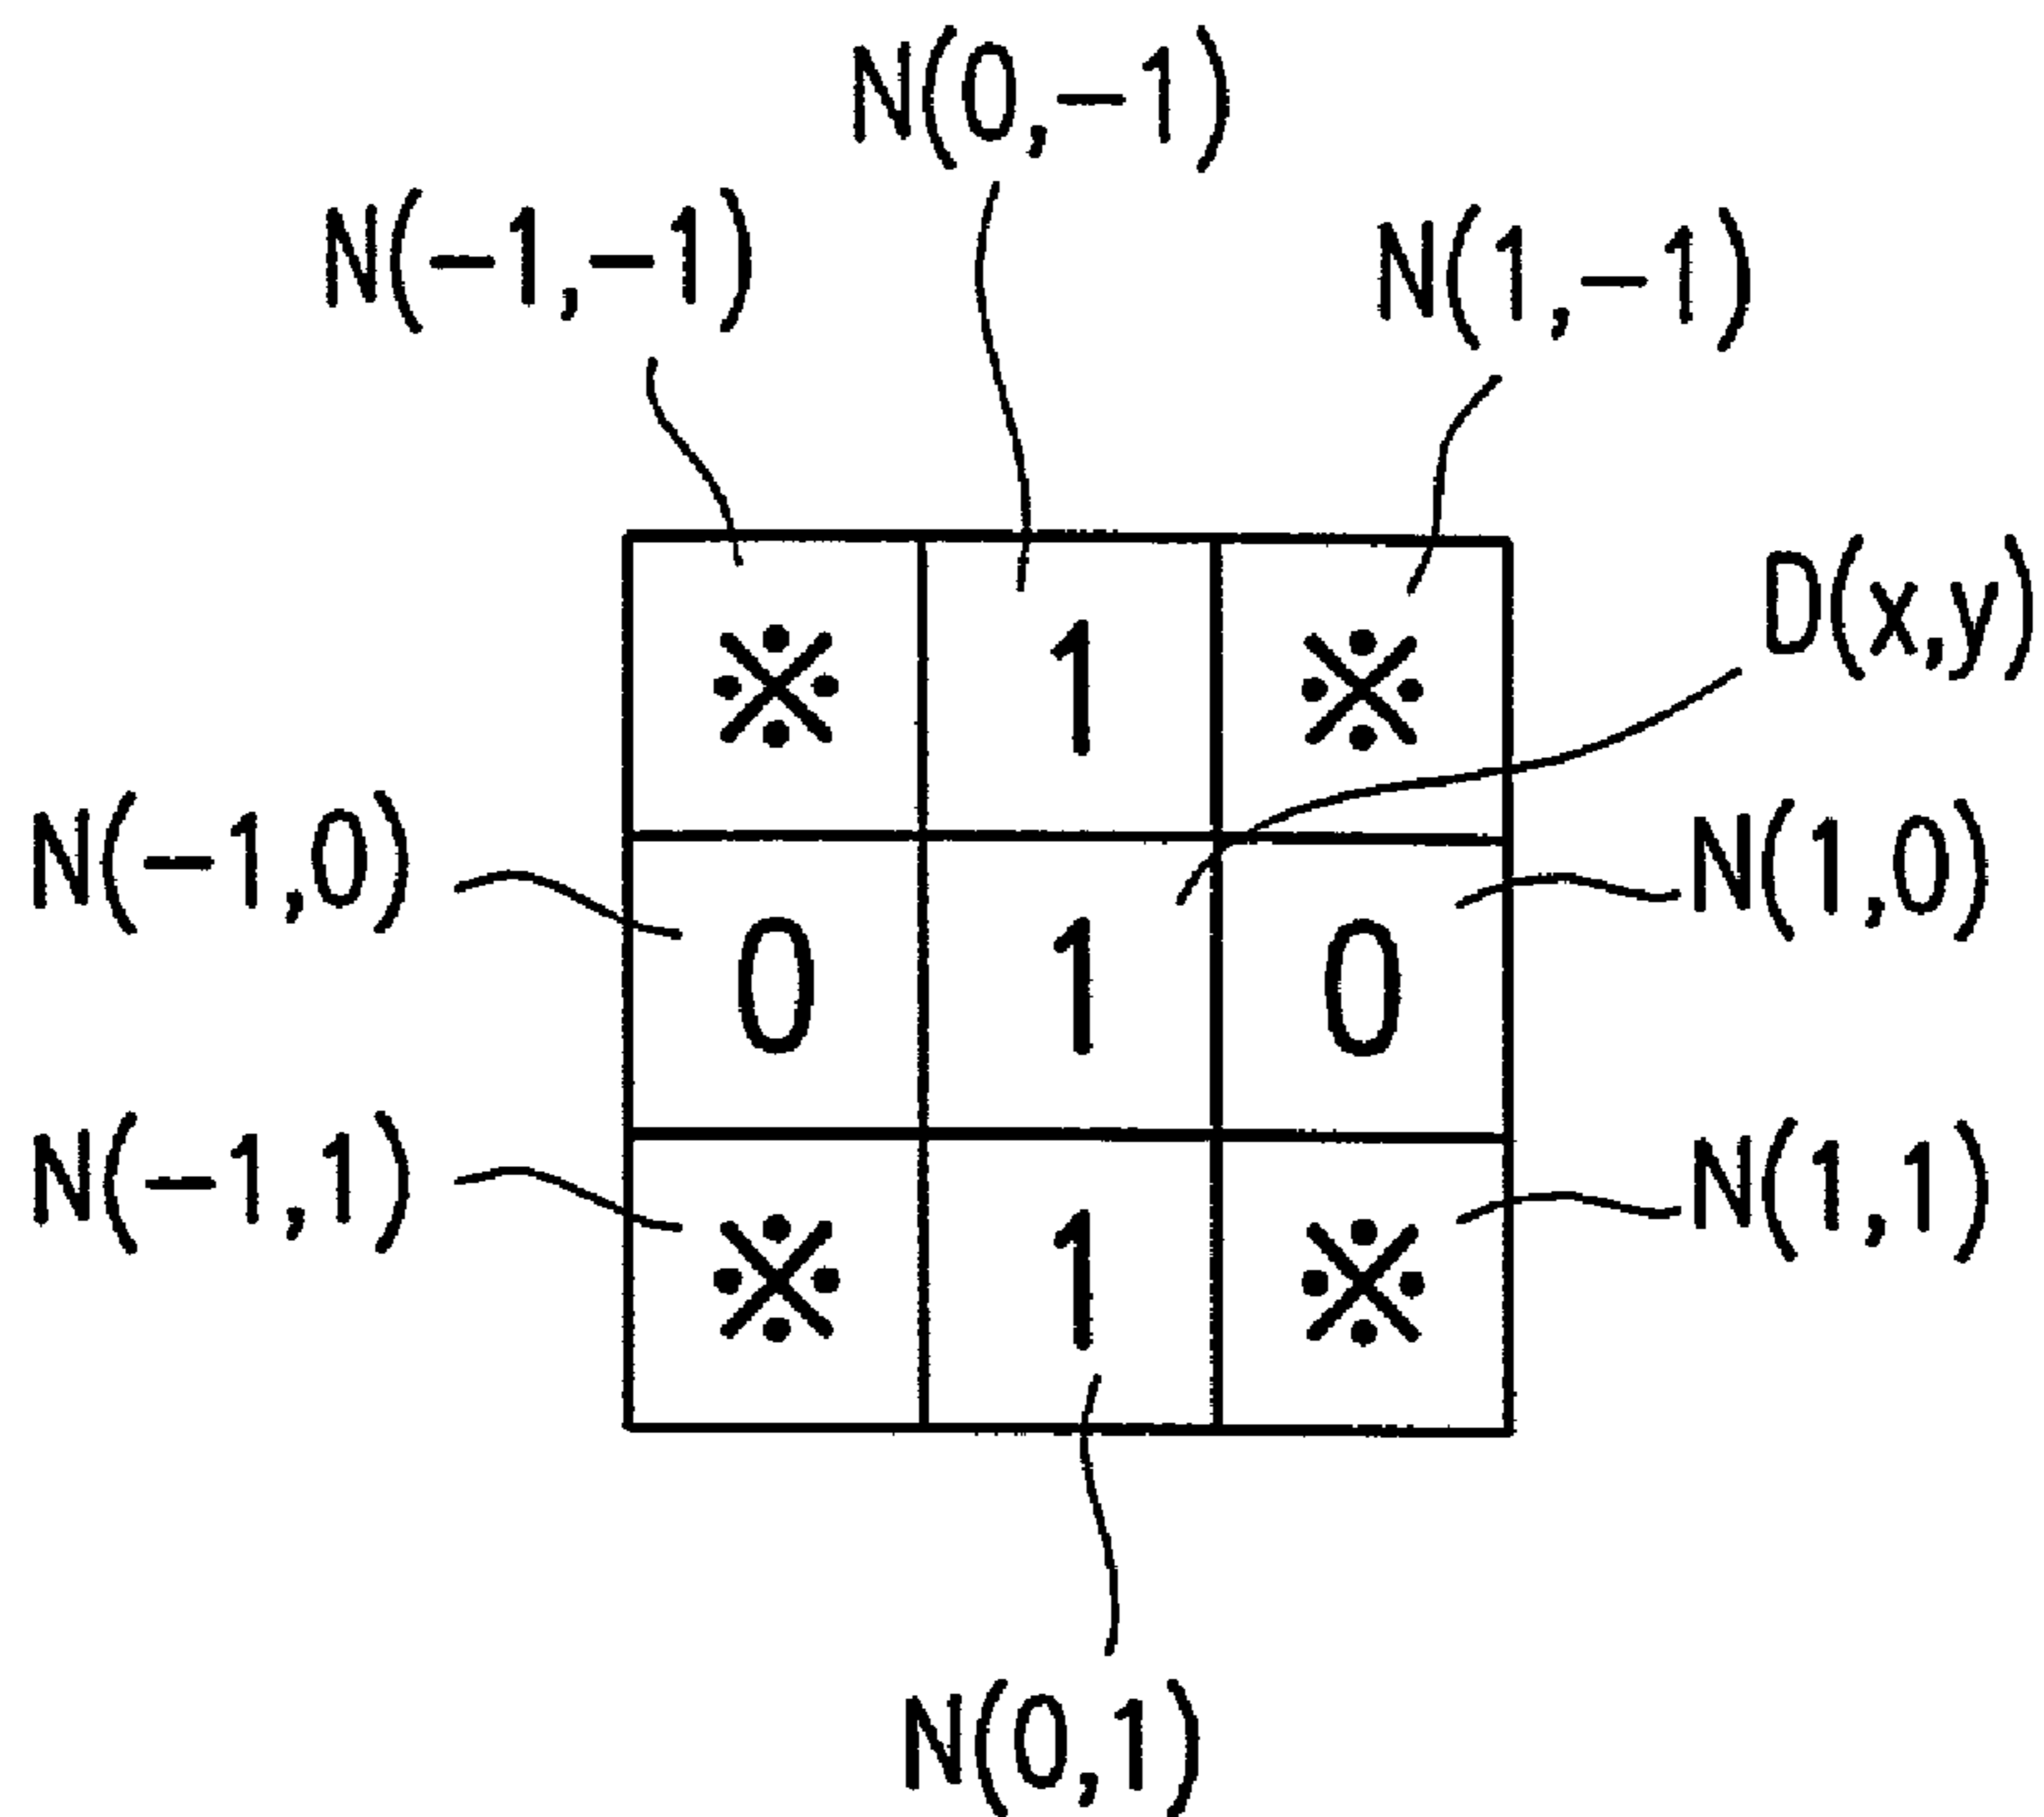 N(0,-1)
N(-1,-1)
N(1,-1)
D(x,y)
※ 1 ※
N(-1,0)
N(1,0)
0 1 0
N(-1,1)
N(1,1)
※ 1 ※
N(0,1)